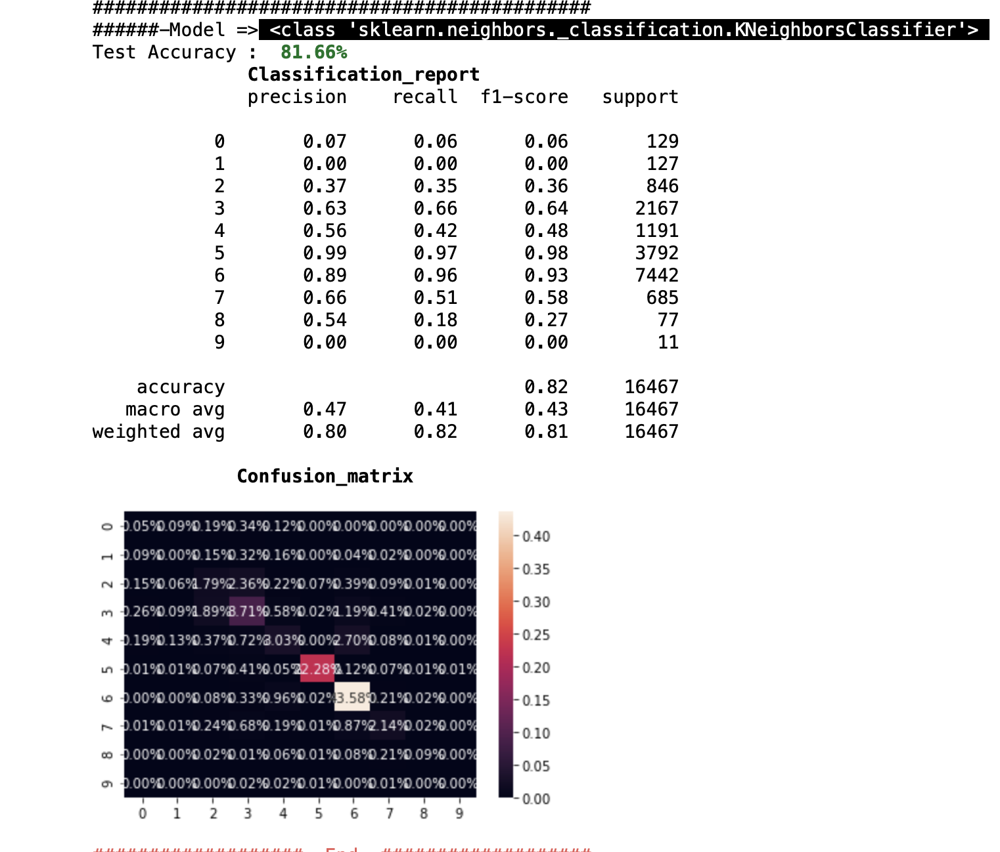 #############################################
######-Model => <class 'sklearn.neighbors._classification.KNeighborsClassifier'>
Test Accuracy :  81.66%
Classification_report
precision    recall  f1-score   support
0       0.07      0.06      0.06       129
1       0.00      0.00      0.00       127
2       0.37      0.35      0.36       846
3       0.63      0.66      0.64      2167
4       0.56      0.42      0.48      1191
5       0.99      0.97      0.98      3792
6       0.89      0.96      0.93      7442
7       0.66      0.51      0.58       685
8       0.54      0.18      0.27        77
9       0.00      0.00      0.00        11
accuracy                           0.82     16467
macro avg       0.47      0.41      0.43     16467
weighted avg       0.80      0.82      0.81     16467
Confusion_matrix
0 0.05% 0.09% 0.19% 0.34% 0.12% 0.00% 0.00% 0.00% 0.00% 0.00%
1 0.09% 0.00% 0.15% 0.32% 0.16% 0.00% 0.04% 0.02% 0.00% 0.00%
2 0.15% 0.06% 1.79% 2.36% 0.22% 0.07% 0.39% 0.09% 0.01% 0.00%
3 0.26% 0.09% 1.89% 8.71% 0.58% 0.02% 1.19% 0.41% 0.02% 0.00%
4 0.19% 0.13% 0.37% 0.72% 3.03% 0.00% 2.70% 0.08% 0.01% 0.00%
5 0.01% 0.01% 0.07% 0.41% 0.05% 22.28% 0.12% 0.07% 0.01% 0.01%
6 0.00% 0.00% 0.08% 0.33% 0.96% 0.02% 43.58% 0.21% 0.02% 0.00%
7 0.01% 0.01% 0.24% 0.68% 0.19% 0.01% 0.87% 2.14% 0.02% 0.00%
8 0.00% 0.00% 0.02% 0.01% 0.06% 0.01% 0.08% 0.21% 0.09% 0.00%
9 0.00% 0.00% 0.00% 0.02% 0.02% 0.01% 0.00% 0.01% 0.00% 0.00%
0 1 2 3 4 5 6 7 8 9
0.40
0.35
0.30
0.25
0.20
0.15
0.10
0.05
0.00
################### End ###################